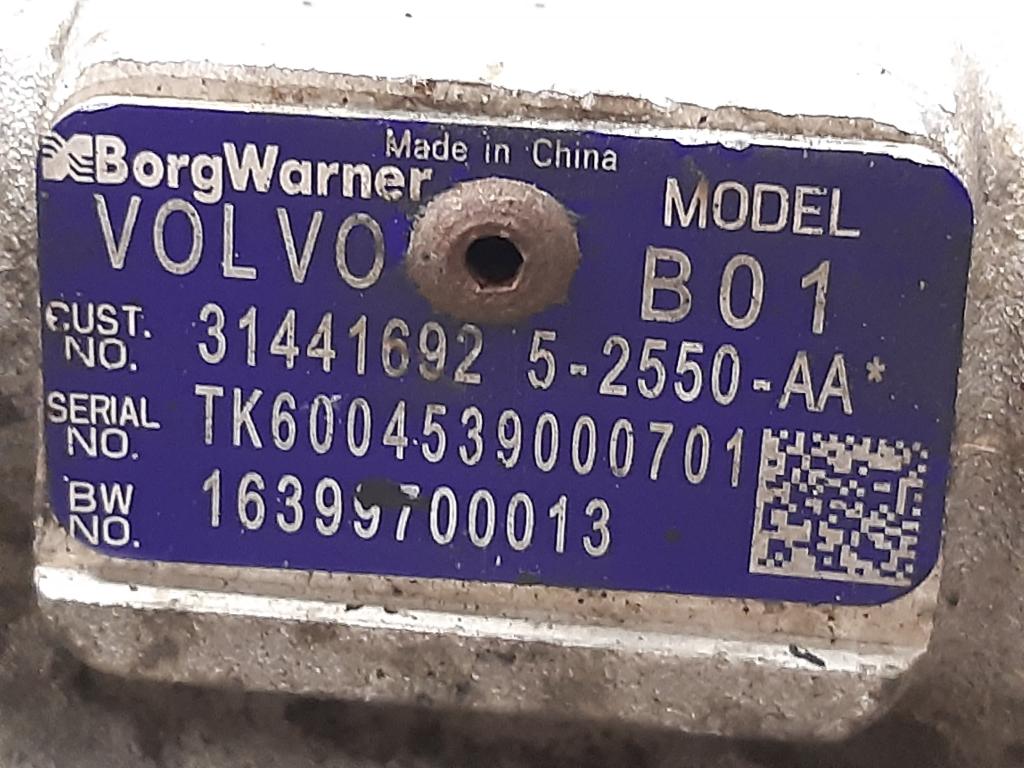 BorgWarner Made in China
VOLVO MODEL
B01
CUST. NO. 31441692 5-2550-AA*
SERIAL NO. TK6004539000701
BW NO. 16399700013